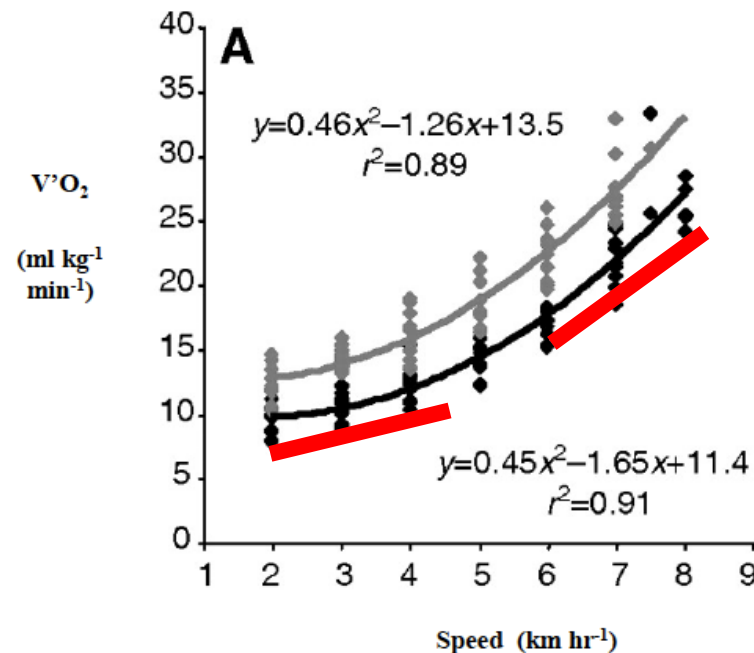 A
y=0.46x²−1.26x+13.5
r²=0.89
V’O₂
(ml kg⁻¹
min⁻¹)
40
35
30
25
20
15
10
5
0
y=0.45x²−1.65x+11.4
r²=0.91
1 2 3 4 5 6 7 8 9
Speed (km hr⁻¹)